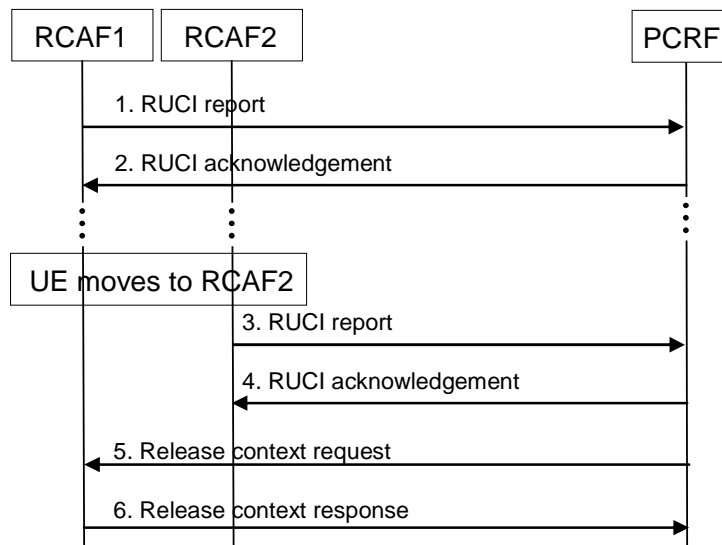 RCAF1
RCAF2
PCRF
1. RUCI report
2. RUCI acknowledgement
UE moves to RCAF2
3. RUCI report
4. RUCI acknowledgement
5. Release context request
6. Release context response